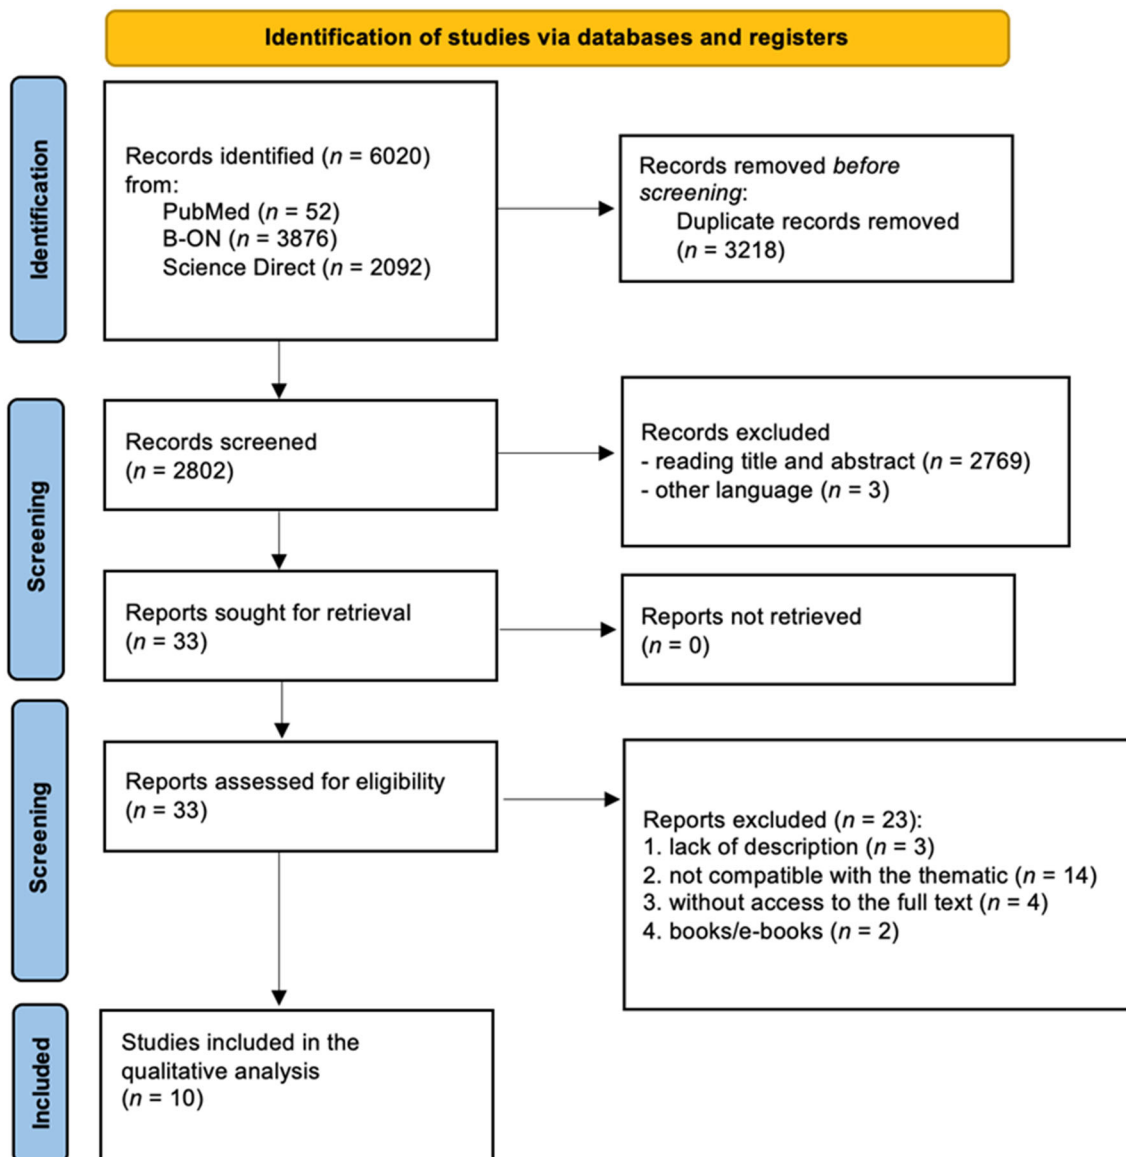 Identification of studies via databases and registers
Identification
Records identified (n = 6020)
from:
PubMed (n = 52)
B-ON (n = 3876)
Science Direct (n = 2092)
Records removed before
screening:
Duplicate records removed
(n = 3218)
Screening
Records screened
(n = 2802)
Records excluded
- reading title and abstract (n = 2769)
- other language (n = 3)
Reports sought for retrieval
(n = 33)
Reports not retrieved
(n = 0)
Screening
Reports assessed for eligibility
(n = 33)
Reports excluded (n = 23):
1. lack of description (n = 3)
2. not compatible with the thematic (n = 14)
3. without access to the full text (n = 4)
4. books/e-books (n = 2)
Included
Studies included in the
qualitative analysis
(n = 10)